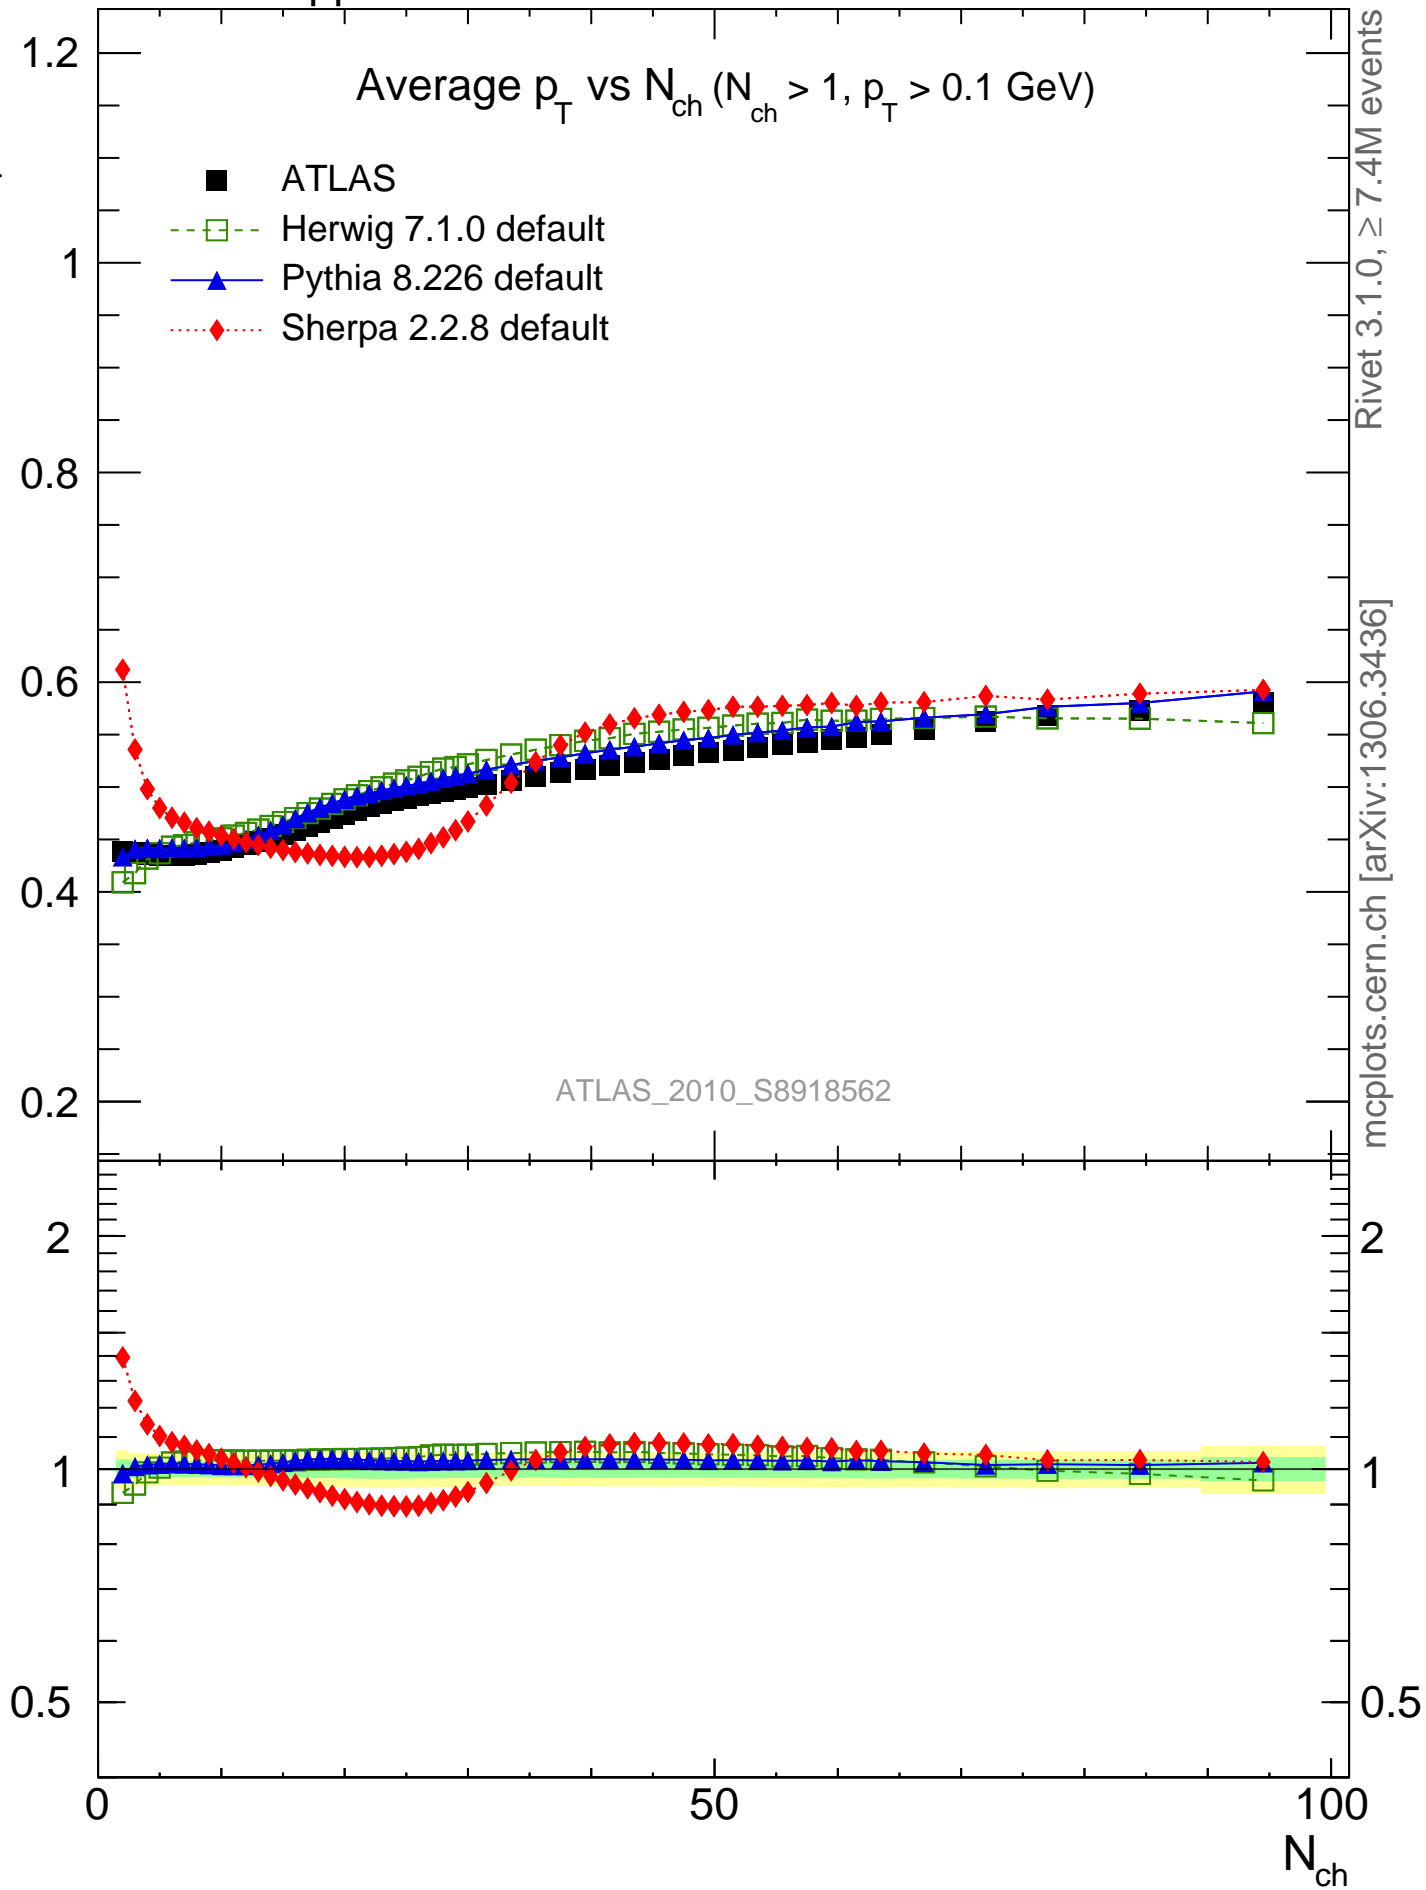 pp
Average p_T vs N_ch (N_ch > 1, p_T > 0.1 GeV)
ATLAS
Herwig 7.1.0 default
Pythia 8.226 default
Sherpa 2.2.8 default
1.2
1
0.8
0.6
0.4
0.2
ATLAS_2010_S8918562
Rivet 3.1.0, ≥ 7.4M events
mcplots.cern.ch [arXiv:1306.3436]
2
1
0.5
2
1
0.5
0
50
100
N_ch